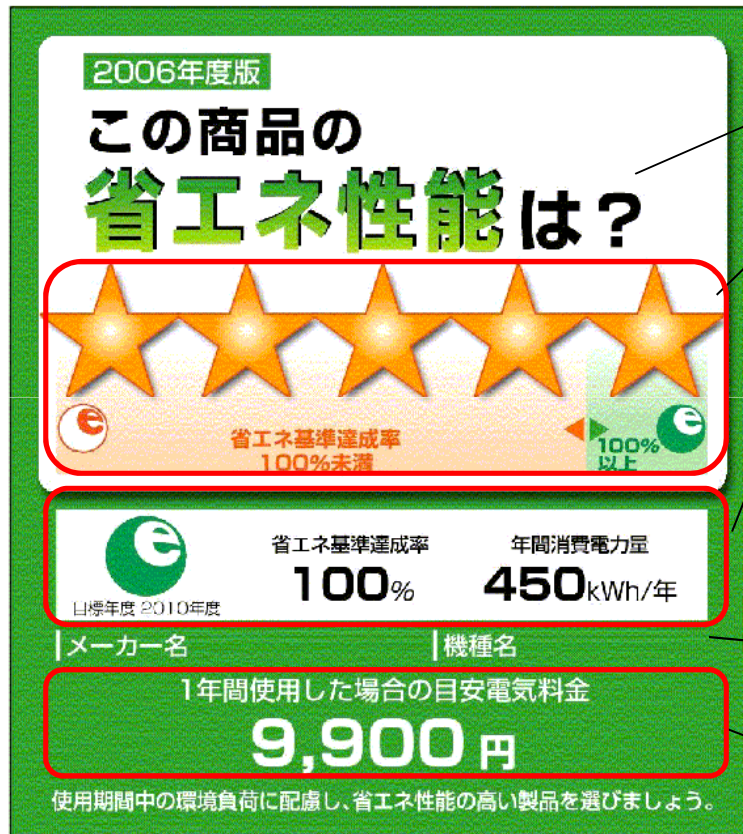 2006年度版
この商品の
省エネ性能は？
e
省エネ基準達成率
100%未満
100%
以上
e
e
目標年度 2010年度
省エネ基準達成率
100%
年間消費電力量
450kWh/年
メーカー名
機種名
1年間使用した場合の目安電気料金
9,900円
使用期間中の環境負荷に配慮し、省エネ性能の高い製品を選びましょう。